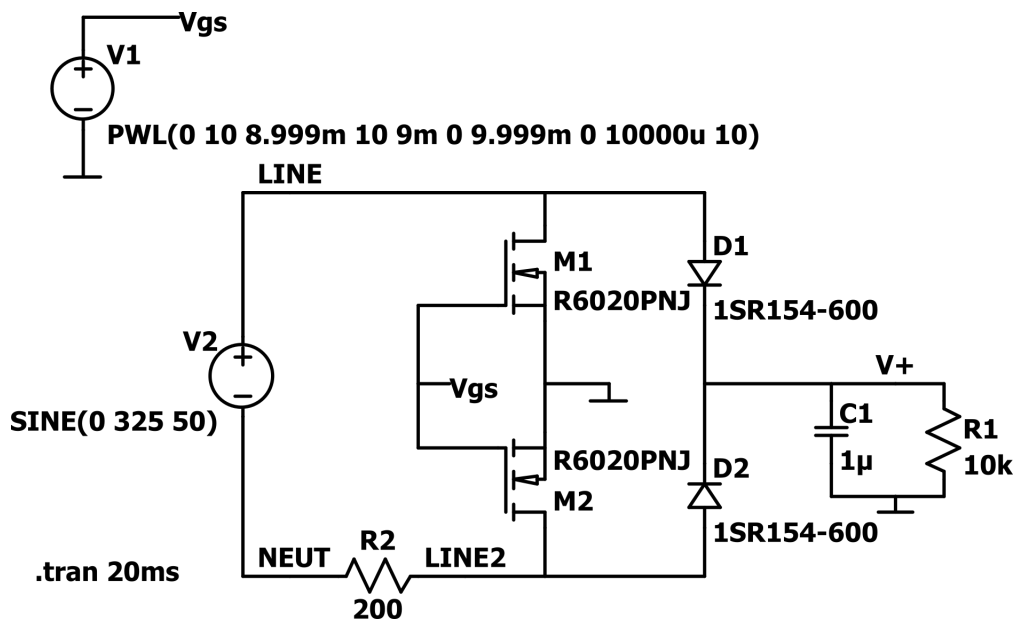 Vgs
V1
PWL(0 10 8.999m 10 9m 0 9.999m 0 10000u 10)
LINE
D1
M1
R6020PNJ
1SR154-600
V2
V+
Vgs
SINE(0 325 50)
C1
R1
1µ
10k
R6020PNJ
D2
M2
1SR154-600
R2
NEUT
LINE2
.tran 20ms
200